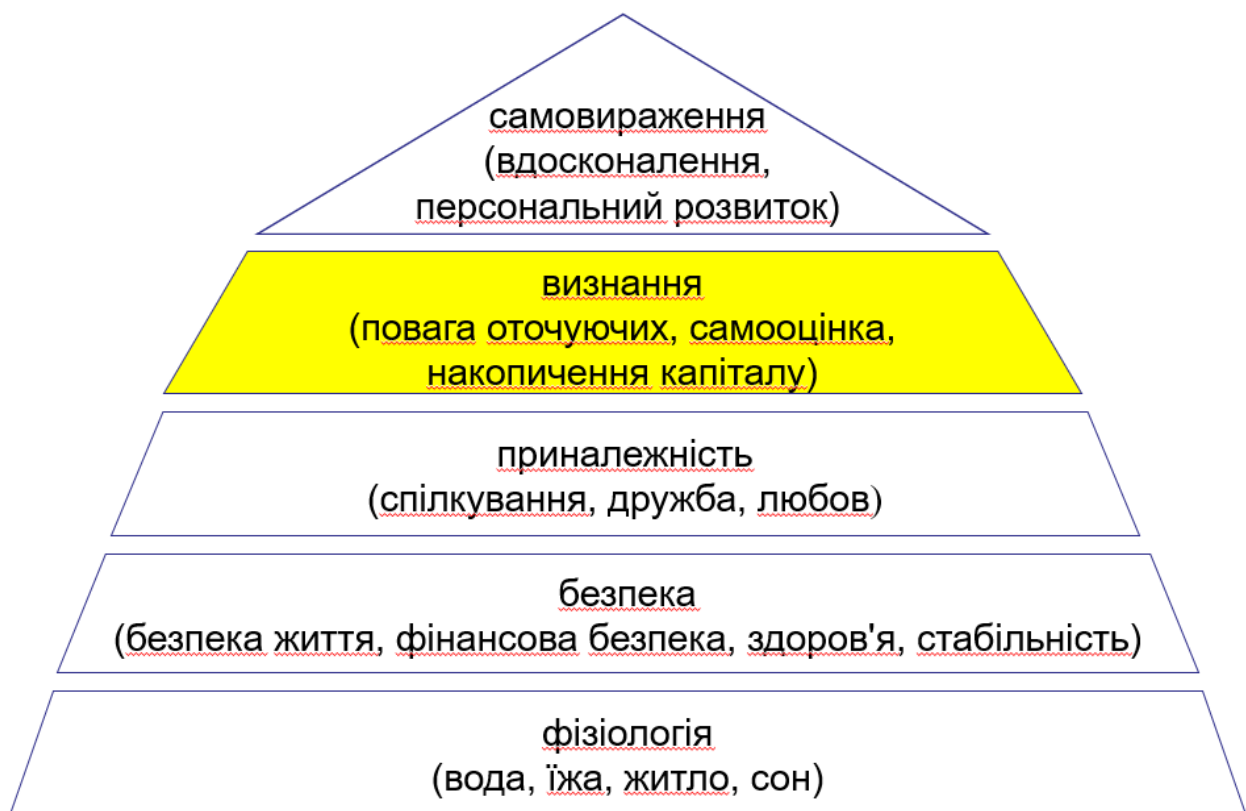 самовираження
(вдосконалення,
персональний розвиток)
визнання
(повага оточуючих, самооцінка,
накопичення капіталу)
приналежність
(спілкування, дружба, любов)
безпека
(безпека життя, фінансова безпека, здоров'я, стабільність)
фізіологія
(вода, їжа, житло, сон)